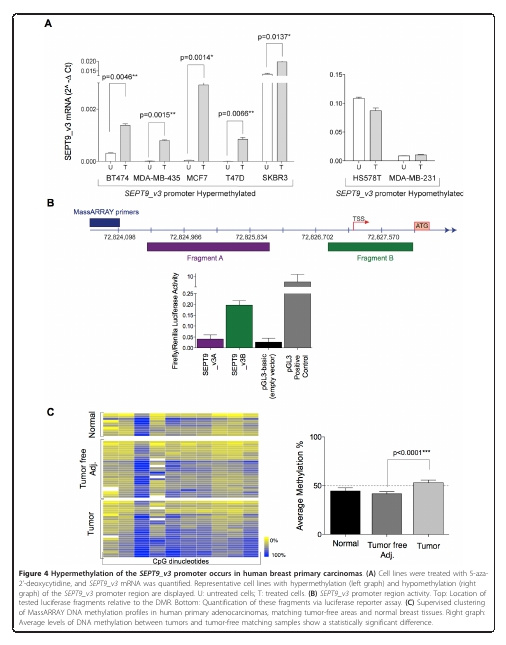 A
p=0.0137*
p=0.0014*
p=0.0046**
p=0.0015**
p=0.0066**
SEPT9_v3 mRNA (2^ -Δ Ct)
0.020
0.015
0.002
0.000
U T U T U T U T U T
BT474 MDA-MB-435 MCF7 T47D SKBR3
SEPT9_v3 promoter Hypermethylated
0.15
0.10
0.05
0.00
U T U T
HS578T MDA-MB-231
SEPT9_v3 promoter Hypomethylated
B
MassARRAY primers
TSS
ATG
72,824,098 72,824,966 72,825,834 72,826,702 72,827,570
Fragment A
Fragment B
Firefly/Renilla Luciferase Activity
10
5
0.25
0.20
0.15
0.10
0.05
0.00
SEPT9
_v3A
SEPT9
_v3B
pGL3-basic
(empty vector)
pGL3
Positive
Control
C
Normal
Tumor free
Adj.
Tumor
0%
100%
CpG dinucleotides
Average Methylation %
100
50
0
p<0.0001***
Normal Tumor free Tumor
Adj.
Figure 4 Hypermethylation of the SEPT9_v3 promoter occurs in human breast primary carcinomas. (A) Cell lines were treated with 5-aza-
2'-deoxycytidine, and SEPT9_v3 mRNA was quantified. Representative cell lines with hypermethylation (left graph) and hypomethylation (right
graph) of the SEPT9_v3 promoter region are displayed. U: untreated cells; T: treated cells. (B) SEPT9_v3 promoter region activity. Top: Location of
tested luciferase fragments relative to the DMR. Bottom: Quantification of these fragments via luciferase reporter assay. (C) Supervised clustering
of MassARRAY DNA methylation profiles in human primary adenocarcinomas, matching tumor-free areas and normal breast tissues. Right graph:
Average levels of DNA methylation between tumors and tumor-free matching samples show a statistically significant difference.